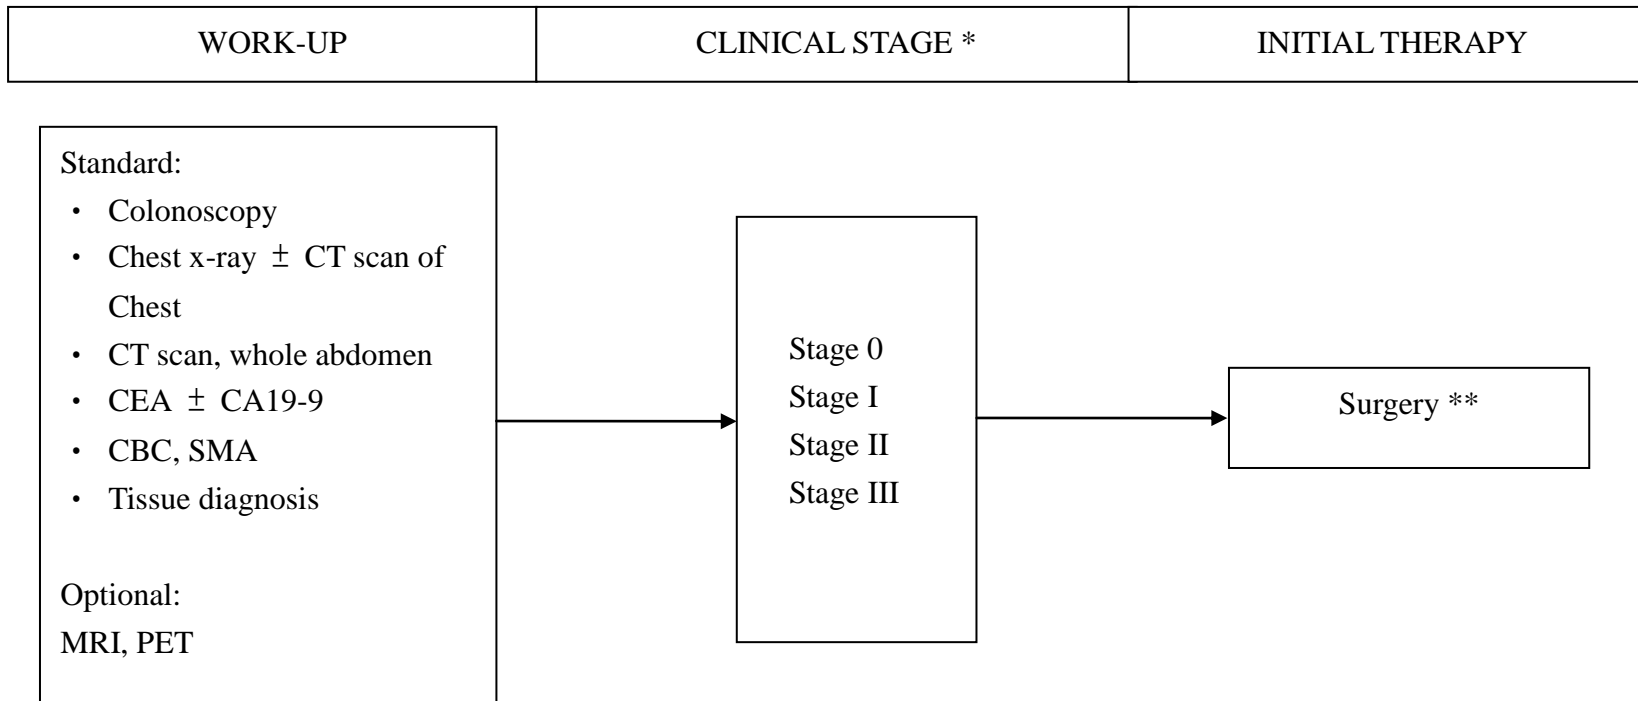 WORK-UP
CLINICAL STAGE *
INITIAL THERAPY
Standard:
・ Colonoscopy
・ Chest x-ray ± CT scan of
Chest
・ CT scan, whole abdomen
・ CEA ± CA19-9
・ CBC, SMA
・ Tissue diagnosis
Optional:
MRI, PET
Stage 0
Stage I
Stage II
Stage III
Surgery **